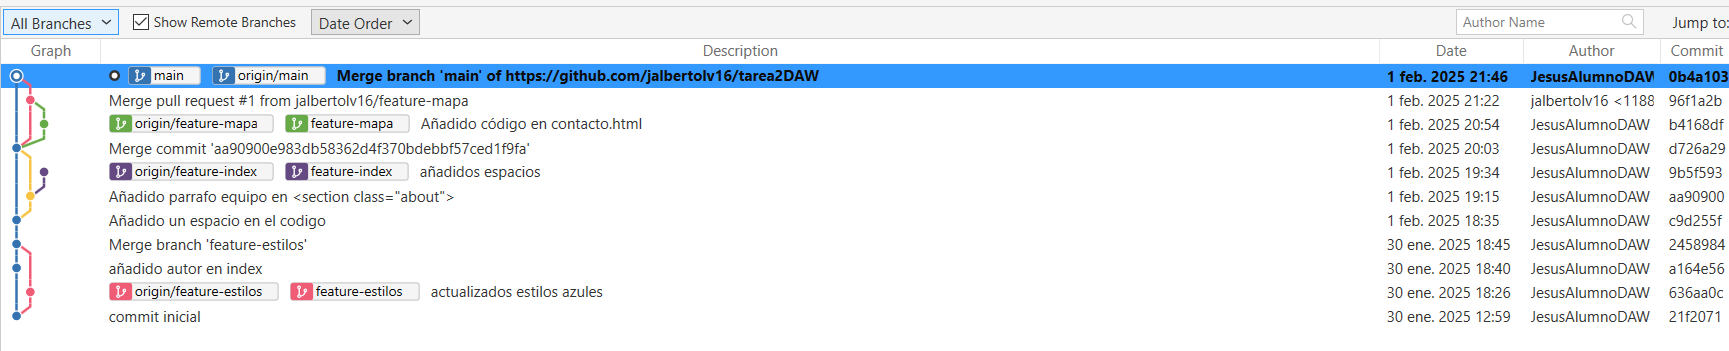 All Branches Show Remote Branches Date Order Author Name Jump to:
Graph Description Date Author Commit
main origin/main Merge branch 'main' of https://github.com/jalbertolv16/tarea2DAW 1 feb. 2025 21:46 JesusAlumnoDAW 0b4a103
Merge pull request #1 from jalbertolv16/feature-mapa 1 feb. 2025 21:22 jalbertolv16 <1188 96f1a2b
origin/feature-mapa feature-mapa Añadido código en contacto.html 1 feb. 2025 20:54 JesusAlumnoDAW b4168df
Merge commit 'aa90900e983db58362d4f370bdebbf57ced1f9fa' 1 feb. 2025 20:03 JesusAlumnoDAW d726a29
origin/feature-index feature-index añadidos espacios 1 feb. 2025 19:34 JesusAlumnoDAW 9b5f593
Añadido parrafo equipo en <section class="about"> 1 feb. 2025 19:15 JesusAlumnoDAW aa90900
Añadido un espacio en el codigo 1 feb. 2025 18:35 JesusAlumnoDAW c9d255f
Merge branch 'feature-estilos' 30 ene. 2025 18:45 JesusAlumnoDAW 2458984
añadido autor en index 30 ene. 2025 18:40 JesusAlumnoDAW a164e56
origin/feature-estilos feature-estilos actualizados estilos azules 30 ene. 2025 18:26 JesusAlumnoDAW 636aa0c
commit inicial 30 ene. 2025 12:59 JesusAlumnoDAW 21f2071